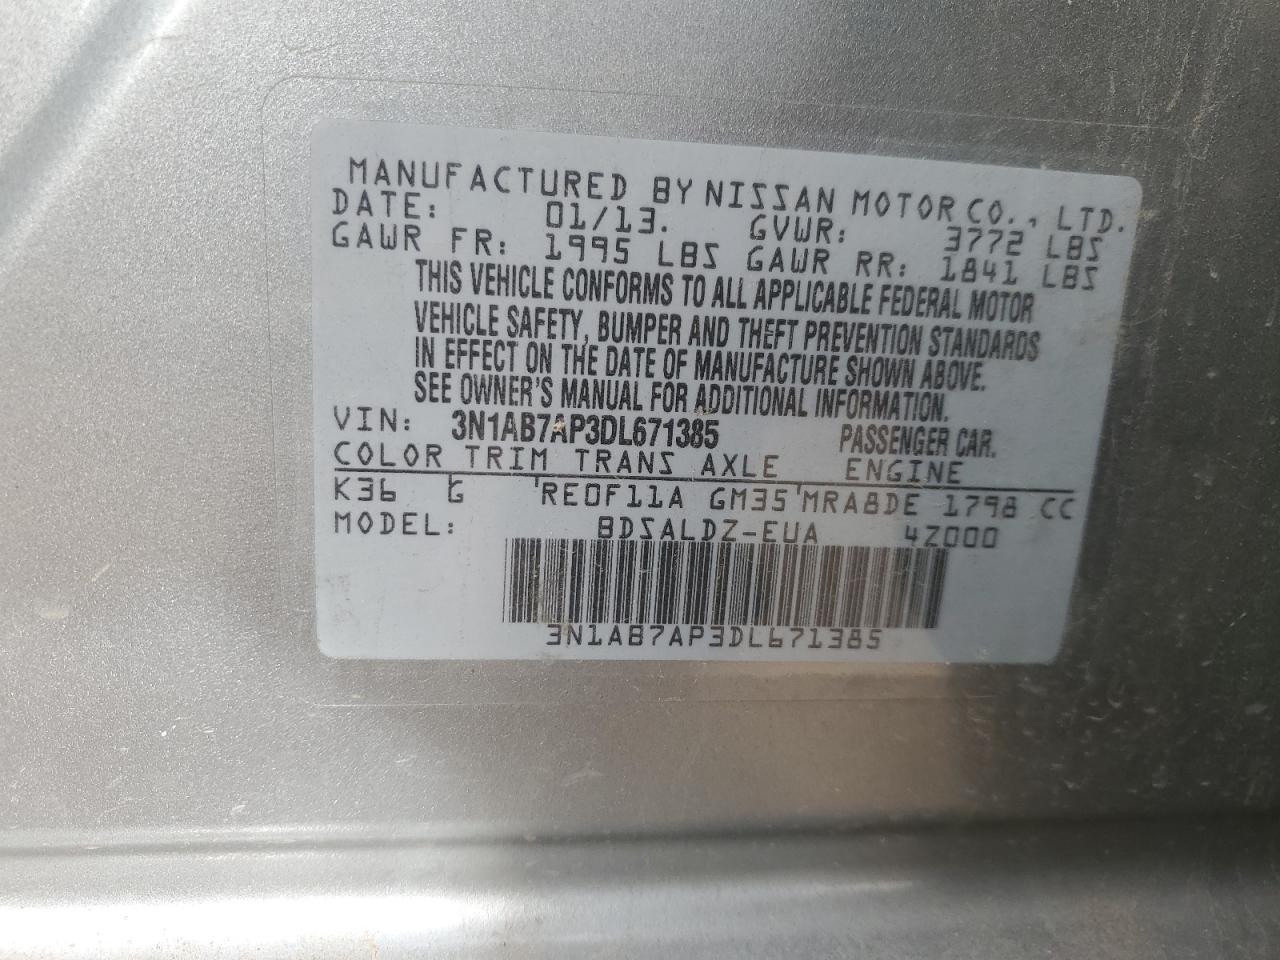 MANUFACTURED BY NISSAN MOTOR CO., LTD.
DATE: 01/13. GVWR: 3772 LBS
GAWR FR: 1995 LBS GAWR RR: 1841 LBS
THIS VEHICLE CONFORMS TO ALL APPLICABLE FEDERAL MOTOR
VEHICLE SAFETY, BUMPER AND THEFT PREVENTION STANDARDS
IN EFFECT ON THE DATE OF MANUFACTURE SHOWN ABOVE.
SEE OWNER'S MANUAL FOR ADDITIONAL INFORMATION.
VIN: 3N1AB7AP3DL671385 PASSENGER CAR.
COLOR TRIM TRANS AXLE ENGINE
K36 G RE0F11A GM35 MRA8DE 1798 CC
MODEL: BDSALDZ-EUA 4Z000
3N1AB7AP3DL671385